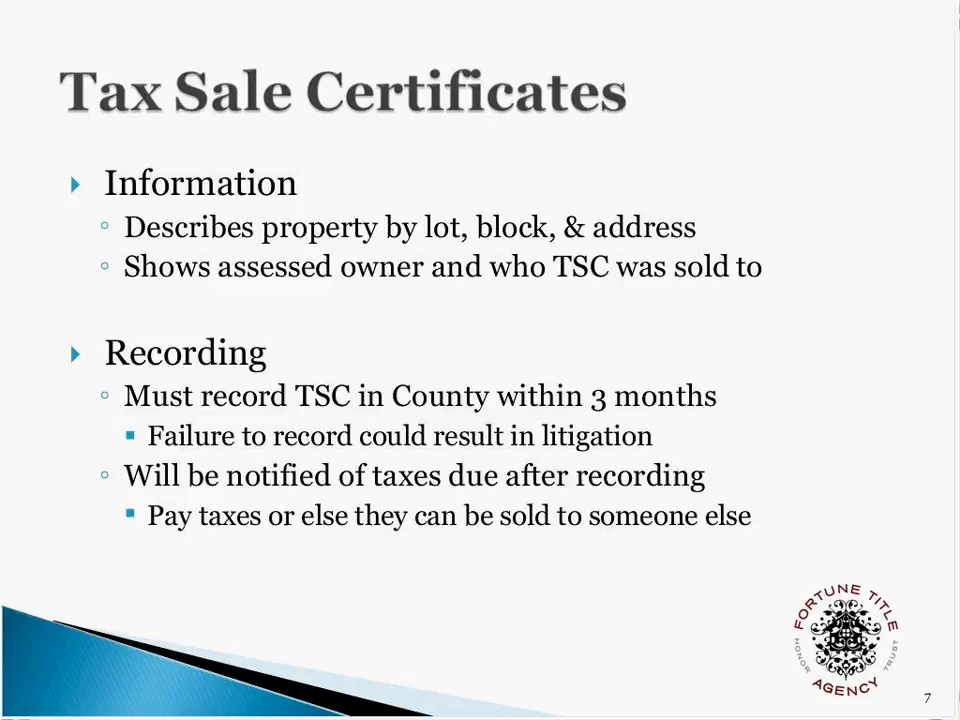 Tax Sale Certificates
Information
Describes property by lot, block, & address
Shows assessed owner and who TSC was sold to
Recording
Must record TSC in County within 3 months
Failure to record could result in litigation
Will be notified of taxes due after recording
Pay taxes or else they can be sold to someone else
FORTUNE TITLE
HONOR
TRUST
AGENCY
7